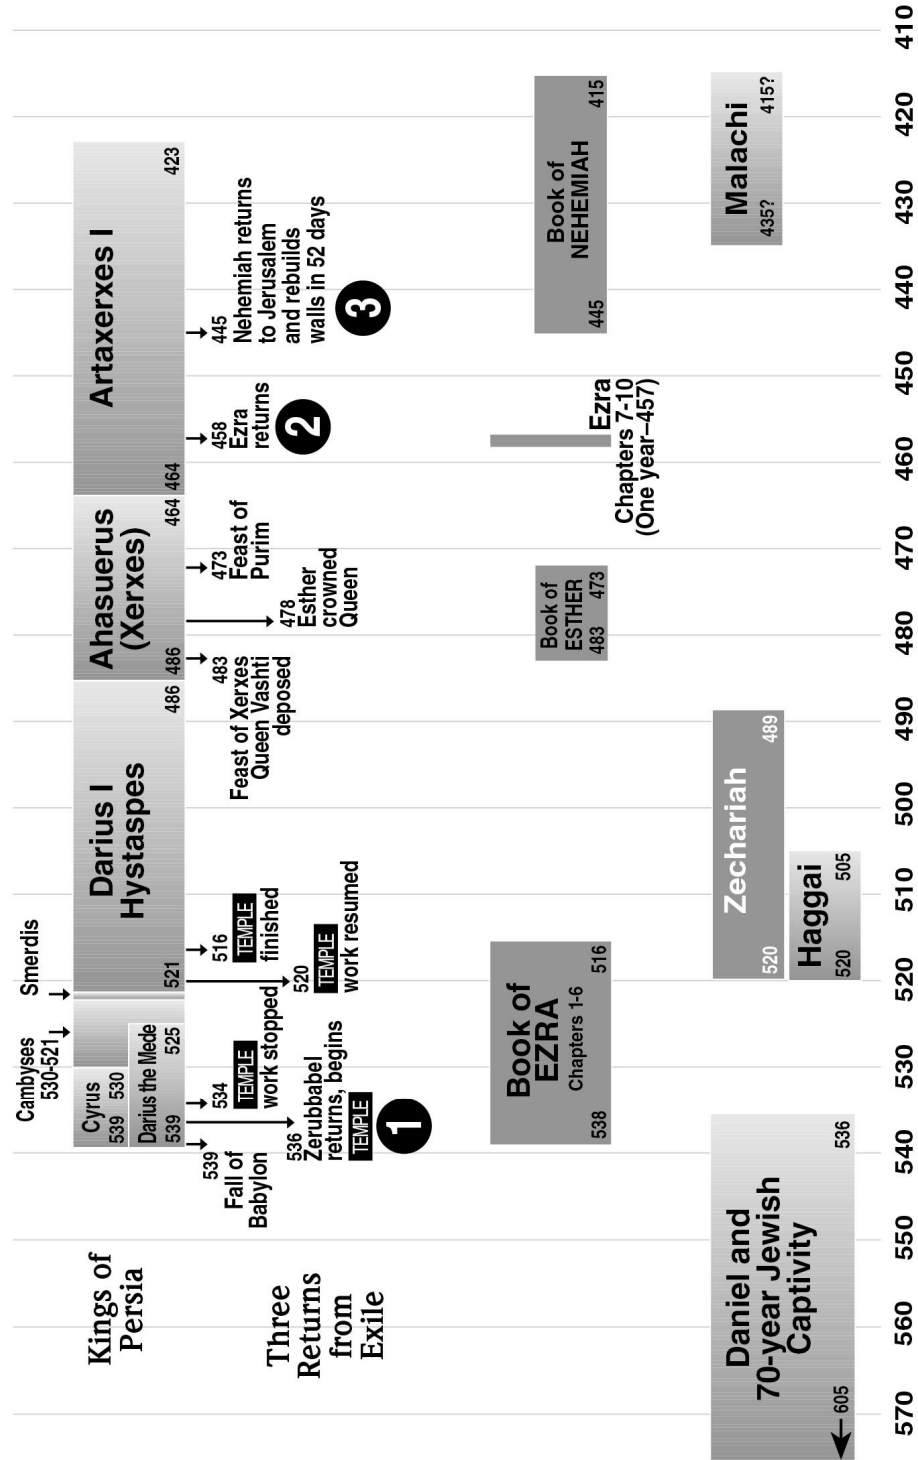 Kings of
Persia
Cambyses
530-521
Smerdis
Cyrus
539 530
Darius the Mede
539 525
Darius I
Hystaspes
521 486
Ahasuerus
(Xerxes)
486 464
Artaxerxes I
464 423
Three
Returns
from
Exile
539
Fall of
Babylon
536
Zerubbabel
returns, begins
TEMPLE
1
534
TEMPLE
work stopped
520
TEMPLE
work resumed
516
TEMPLE
finished
483
Feast of Xerxes
Queen Vashti
deposed
478
Esther
crowned
Queen
473
Feast of
Purim
458
Ezra
returns
2
445
Nehemiah returns
to Jerusalem
and rebuilds
walls in 52 days
3
Book of
EZRA
Chapters 1-6
538 516
Book of
ESTHER
483 473
Ezra
Chapters 7-10
(One year–457)
Book of
NEHEMIAH
445 415
Daniel and
70-year Jewish
Captivity
605 536
Zechariah
520 489
Haggai
520 505
Malachi
435? 415?
570 560 550 540 530 520 510 500 490 480 470 460 450 440 430 420 410